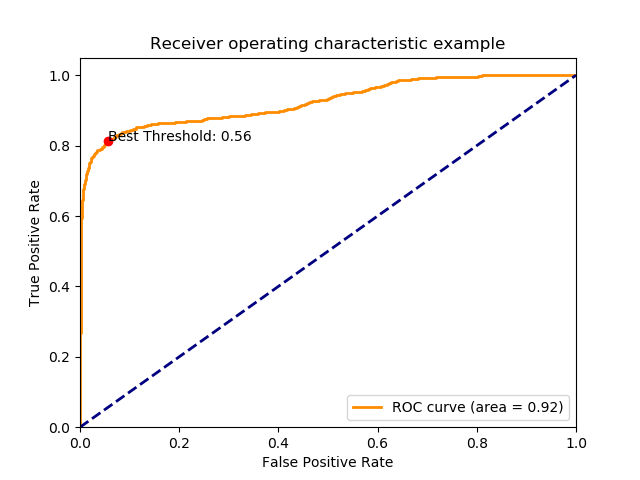 Receiver operating characteristic example
1.0
0.8
0.6
0.4
0.2
0.0
True Positive Rate
Best Threshold: 0.56
ROC curve (area = 0.92)
0.0 0.2 0.4 0.6 0.8 1.0
False Positive Rate